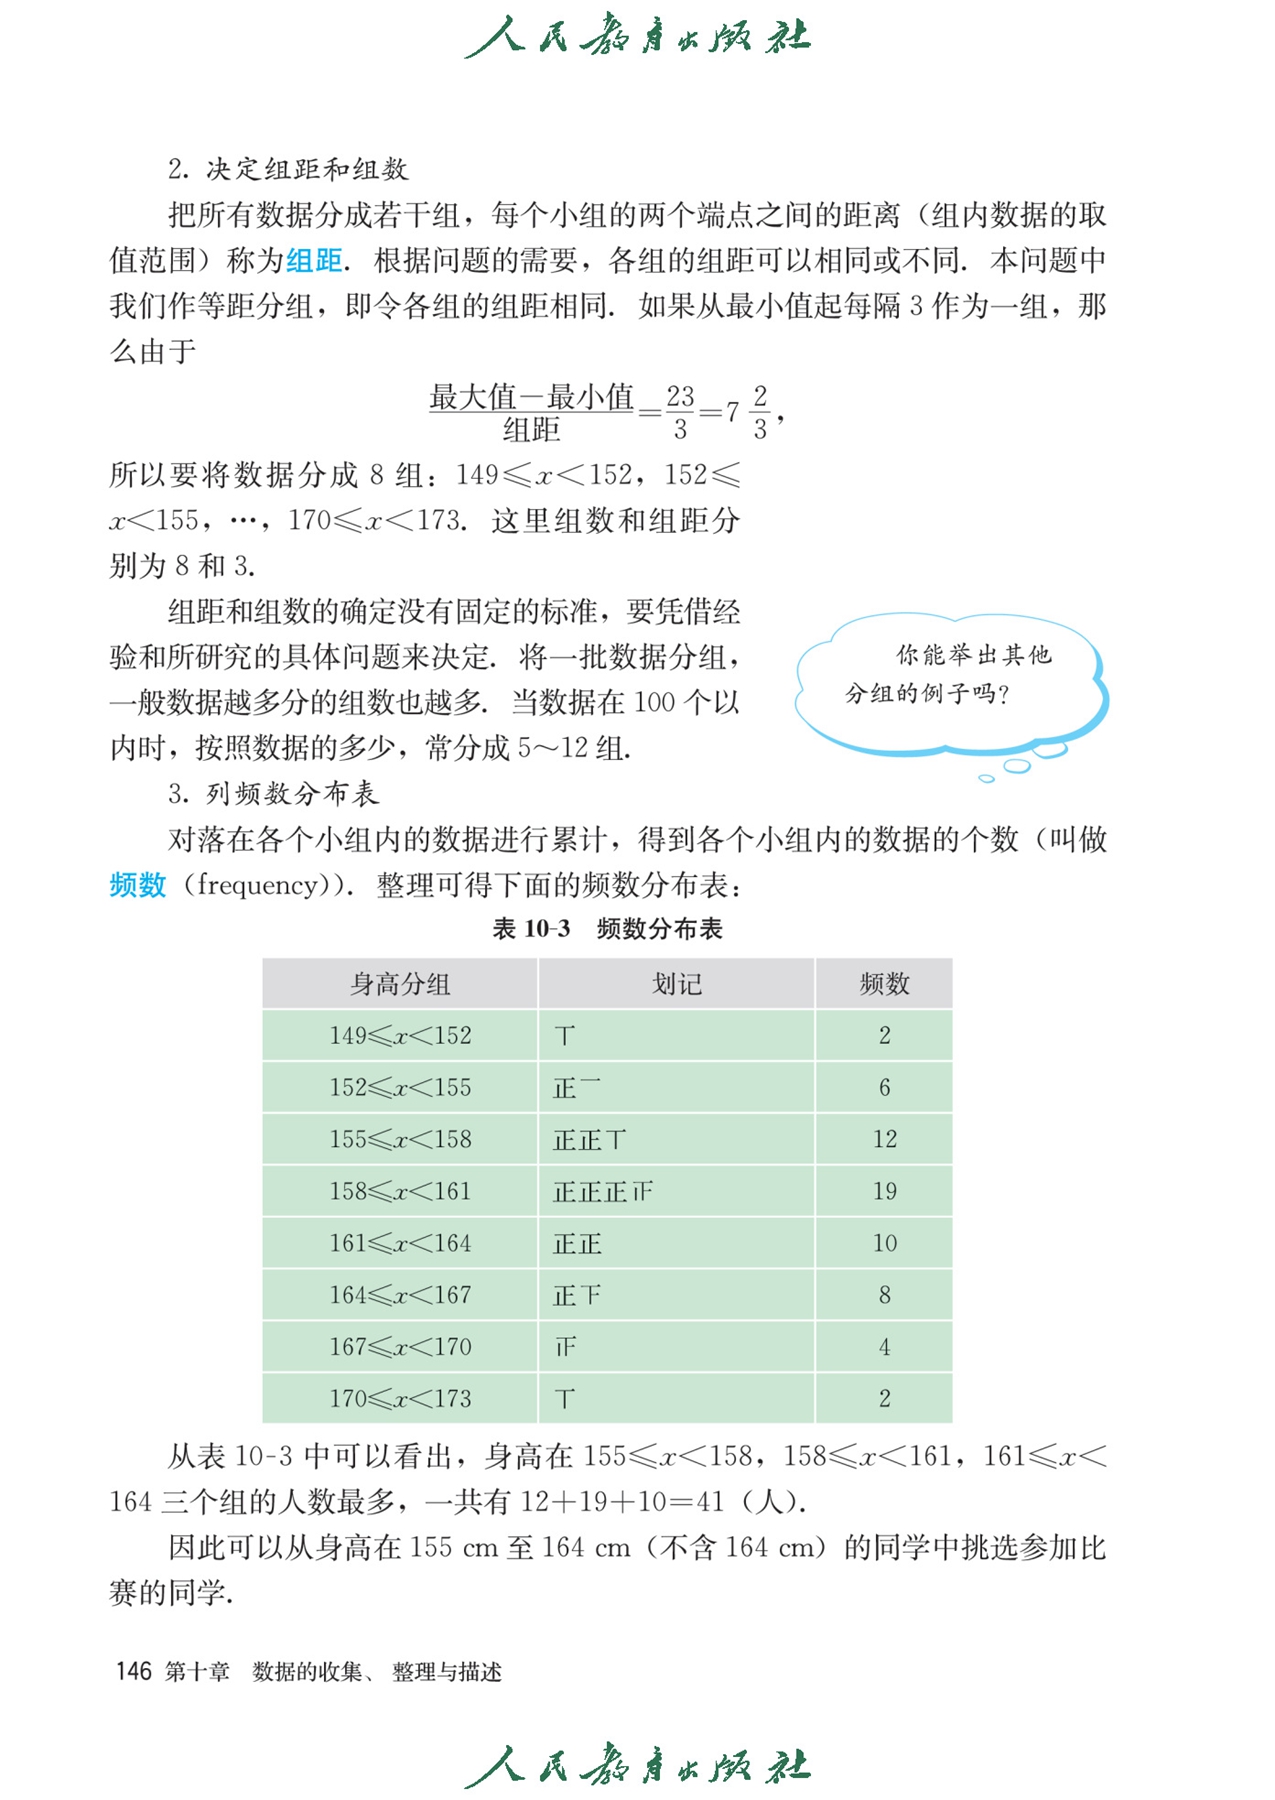 人民教育出版社
2. 决定组距和组数
把所有数据分成若干组，每个小组的两个端点之间的距离（组内数据的取
值范围）称为组距．根据问题的需要，各组的组距可以相同或不同．本问题中
我们作等距分组，即令各组的组距相同．如果从最小值起每隔 3 作为一组，那
么由于
最大值－最小值/组距=23/3=7 2/3，
所以要将数据分成 8 组：149≤x＜152，152≤
x＜155，…，170≤x＜173．这里组数和组距分
别为 8 和 3.
组距和组数的确定没有固定的标准，要凭借经
验和所研究的具体问题来决定．将一批数据分组，
一般数据越多分的组数也越多．当数据在 100 个以
内时，按照数据的多少，常分成 5～12 组.
你能举出其他
分组的例子吗？
3. 列频数分布表
对落在各个小组内的数据进行累计，得到各个小组内的数据的个数（叫做
频数（frequency））．整理可得下面的频数分布表：
表 10-3 频数分布表
身高分组 划记 频数
149≤x＜152 丅 2
152≤x＜155 正一 6
155≤x＜158 正正丅 12
158≤x＜161 正正正𝍵 19
161≤x＜164 正正 10
164≤x＜167 正下 8
167≤x＜170 𝍵 4
170≤x＜173 丅 2
从表 10-3 中可以看出，身高在 155≤x＜158，158≤x＜161，161≤x＜
164 三个组的人数最多，一共有 12+19+10=41（人）.
因此可以从身高在 155 cm 至 164 cm（不含 164 cm）的同学中挑选参加比
赛的同学.
146 第十章 数据的收集、整理与描述
人民教育出版社